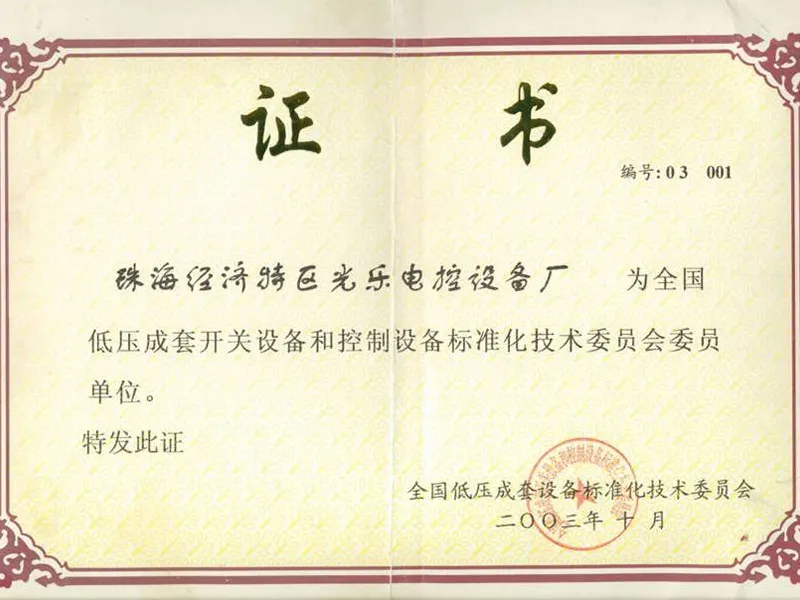 证 书
编号:03 001
珠海经济特区光乐电控设备厂 为全国
低压成套开关设备和控制设备标准化技术委员会委员
单位。
特发此证
全国低压成套设备标准化技术委员会
二〇〇三年十月